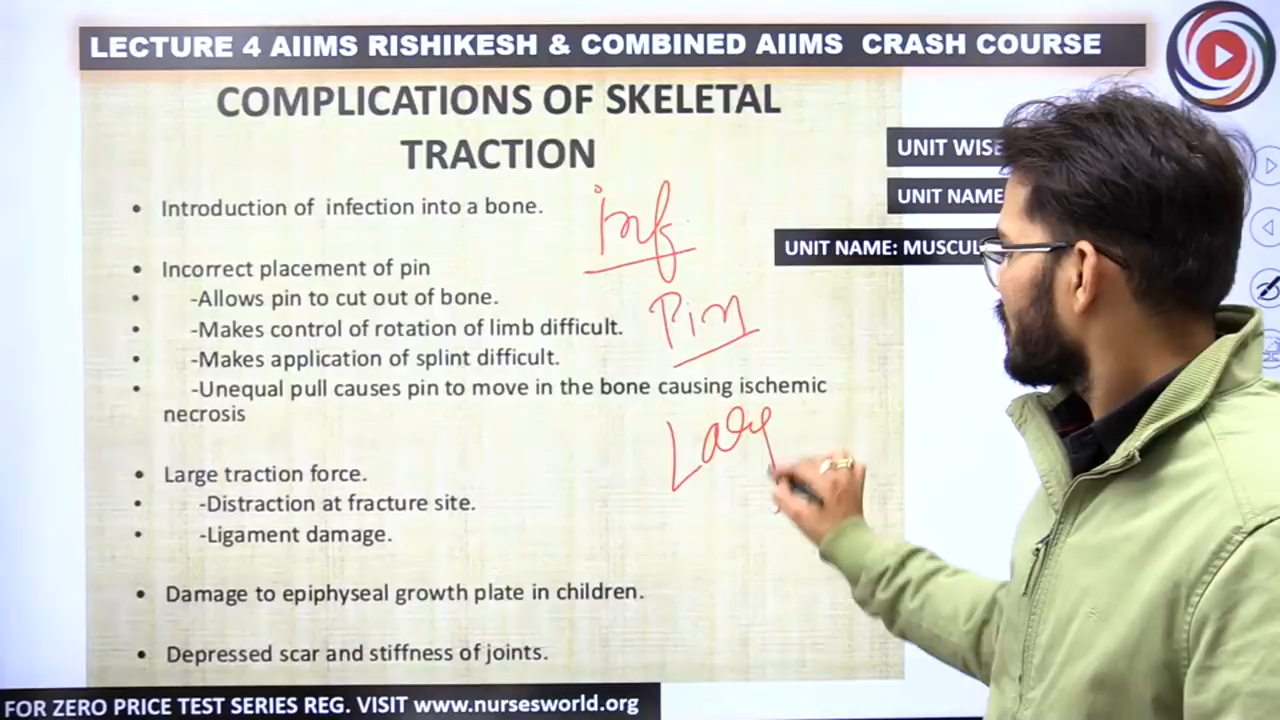 LECTURE 4 AIIMS RISHIKESH & COMBINED AIIMS CRASH COURSE
COMPLICATIONS OF SKELETAL
TRACTION
UNIT WISE
UNIT NAME
UNIT NAME: MUSCUL
• Introduction of infection into a bone.
Inf
• Incorrect placement of pin
• -Allows pin to cut out of bone.
Pin
• -Makes control of rotation of limb difficult.
• -Makes application of splint difficult.
• -Unequal pull causes pin to move in the bone causing ischemic
necrosis
• Large traction force.
• -Distraction at fracture site.
• -Ligament damage.
• Damage to epiphyseal growth plate in children.
• Depressed scar and stiffness of joints.
FOR ZERO PRICE TEST SERIES REG. VISIT www.nursesworld.org